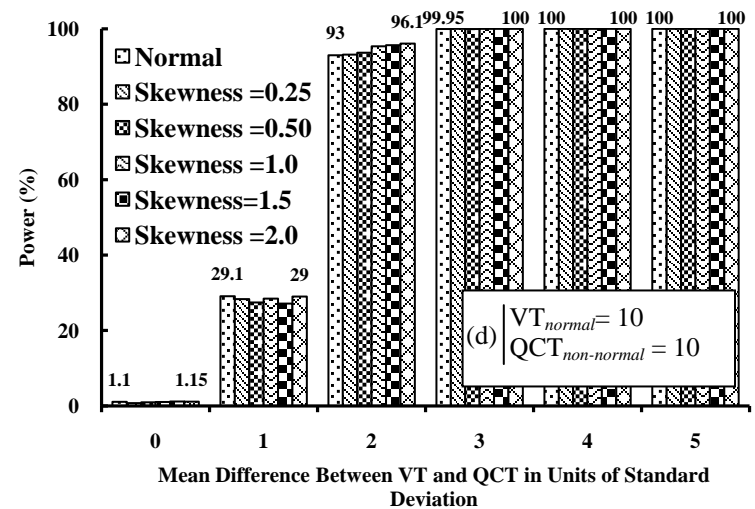 93 96.1 99.95 100 100 100 100 100
100
80
60
40
20
0
Power (%)
Normal
Skewness =0.25
Skewness =0.50
Skewness =1.0
Skewness=1.5
Skewness=2.0
29.1 29
1.1 1.15
(d) VTnormal= 10
QCTnon-normal = 10
0 1 2 3 4 5
Mean Difference Between VT and QCT in Units of Standard
Deviation